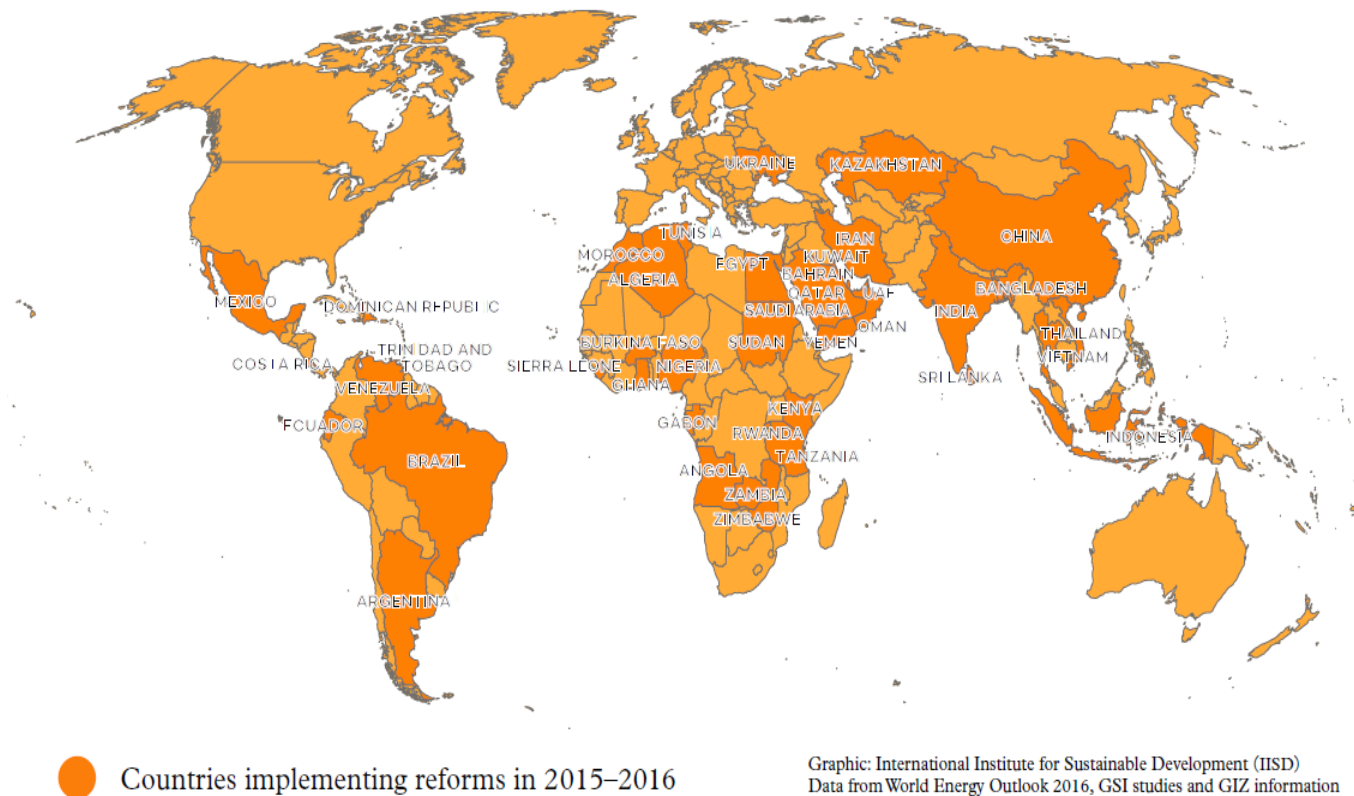 UKRAINE
KAZAKHSTAN
TUNISIA
CHINA
IRAN
MOROCCO
KUWAIT
EGYPT
BAHRAIN
ALGERIA
BANGLADESH
QATAR
UAE
MEXICO
DOMINICAN REPUBLIC
SAUDI ARABIA
INDIA
OMAN
THAILAND
BURKINA FASO
SUDAN
YEMEN
TRINIDAD AND
TOBAGO
VIETNAM
COSTA RICA
SIERRA LEONE
NIGERIA
SRI LANKA
VENEZUELA
GHANA
KENYA
ECUADOR
GABON
RWANDA
INDONESIA
BRAZIL
TANZANIA
ANGOLA
ZAMBIA
ZIMBABWE
ARGENTINA
Countries implementing reforms in 2015–2016
Graphic: International Institute for Sustainable Development (IISD)
Data from World Energy Outlook 2016, GSI studies and GIZ information